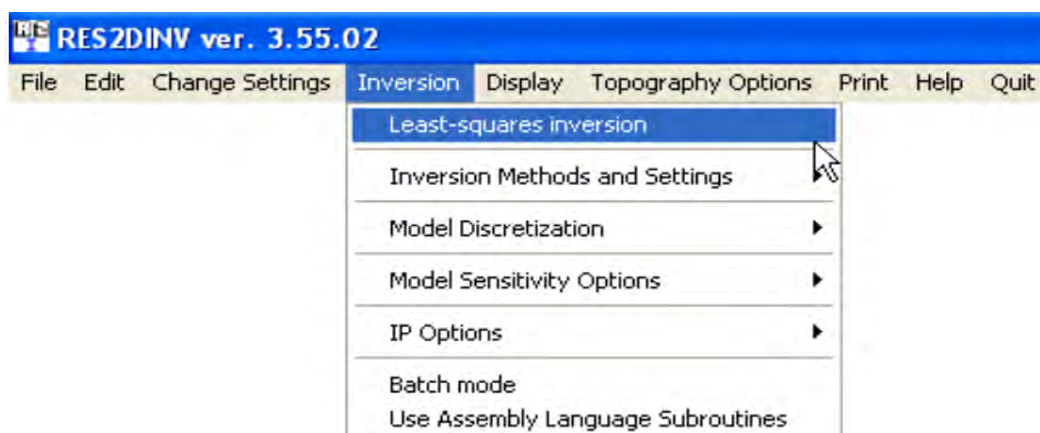 RES2DINV ver. 3.55.02
File Edit Change Settings Inversion Display Topography Options Print Help Quit
Least-squares inversion
Inversion Methods and Settings
Model Discretization
Model Sensitivity Options
IP Options
Batch mode
Use Assembly Language Subroutines